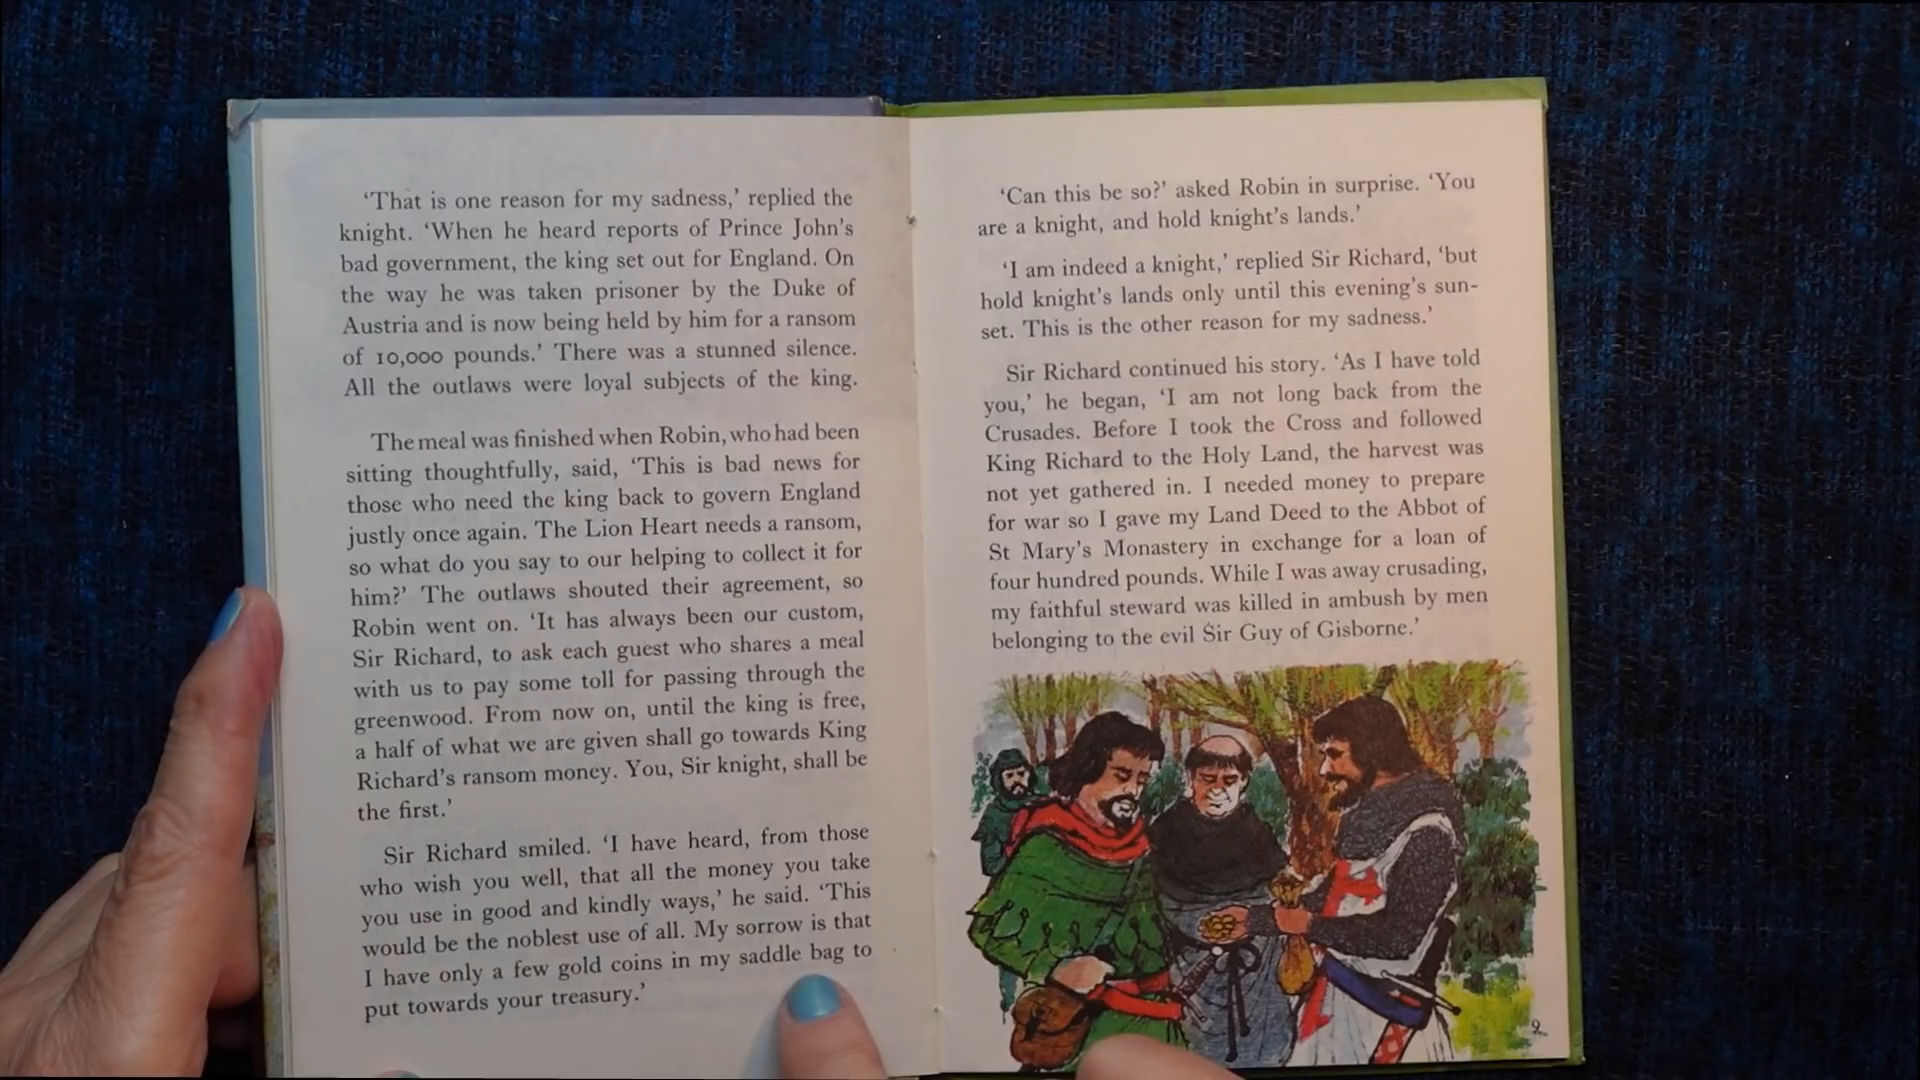 ‘That is one reason for my sadness,’ replied the
knight. ‘When he heard reports of Prince John’s
bad government, the king set out for England. On
the way he was taken prisoner by the Duke of
Austria and is now being held by him for a ransom
of 10,000 pounds.’ There was a stunned silence.
All the outlaws were loyal subjects of the king.
The meal was finished when Robin, who had been
sitting thoughtfully, said, ‘This is bad news for
those who need the king back to govern England
justly once again. The Lion Heart needs a ransom,
so what do you say to our helping to collect it for
him?’ The outlaws shouted their agreement, so
Robin went on. ‘It has always been our custom,
Sir Richard, to ask each guest who shares a meal
with us to pay some toll for passing through the
greenwood. From now on, until the king is free,
a half of what we are given shall go towards King
Richard’s ransom money. You, Sir knight, shall be
the first.’
Sir Richard smiled. ‘I have heard, from those
who wish you well, that all the money you take
you use in good and kindly ways,’ he said. ‘This
would be the noblest use of all. My sorrow is that
I have only a few gold coins in my saddle bag to
put towards your treasury.’
‘Can this be so?’ asked Robin in surprise. ‘You
are a knight, and hold knight’s lands.’
‘I am indeed a knight,’ replied Sir Richard, ‘but
hold knight’s lands only until this evening’s sun-
set. This is the other reason for my sadness.’
Sir Richard continued his story. ‘As I have told
you,’ he began, ‘I am not long back from the
Crusades. Before I took the Cross and followed
King Richard to the Holy Land, the harvest was
not yet gathered in. I needed money to prepare
for war so I gave my Land Deed to the Abbot of
St Mary’s Monastery in exchange for a loan of
four hundred pounds. While I was away crusading,
my faithful steward was killed in ambush by men
belonging to the evil Sir Guy of Gisborne.’
9